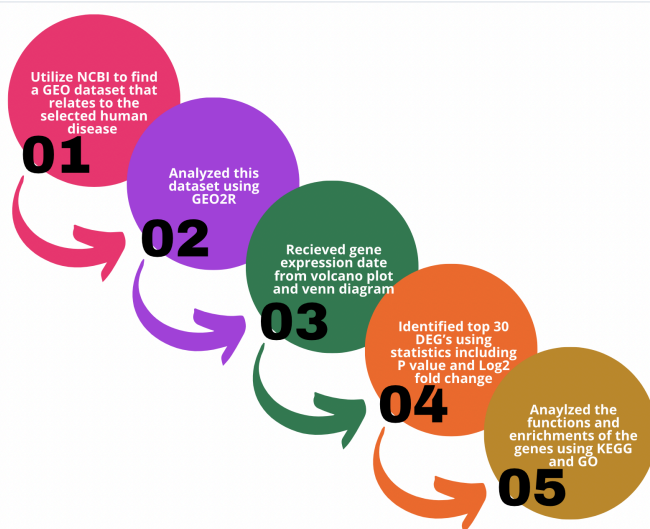 Utilize NCBI to find
a GEO dataset that
relates to the
selected human
disease
01
Analyzed this
dataset using
GEO2R
02
Recieved gene
expression date
from volcano plot
and venn diagram
03
Identified top 30
DEG's using
statistics including
P value and Log2
fold change
04
Anaylzed the
functions and
enrichments of the
genes using KEGG
and GO
05